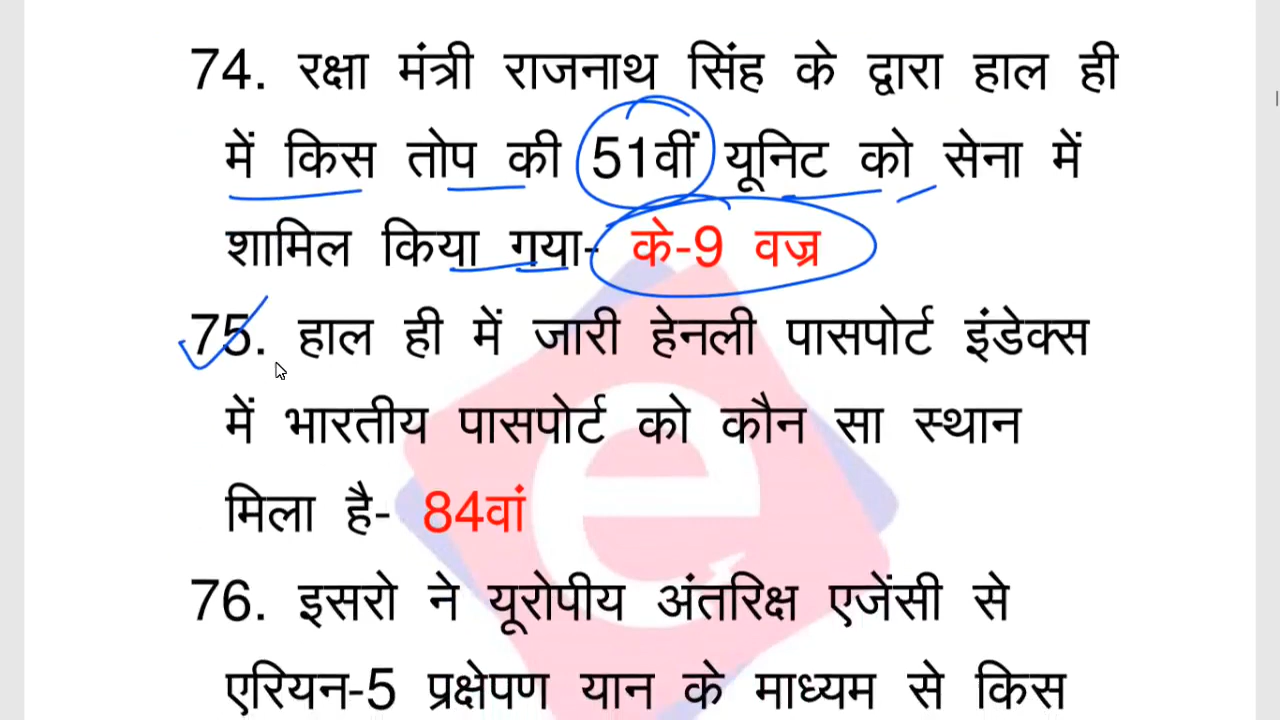 74. रक्षा मंत्री राजनाथ सिंह के द्वारा हाल ही
में किस तोप की 51वीं यूनिट को सेना में
शामिल किया गया- के-9 वज्र
75. हाल ही में जारी हेनली पासपोर्ट इंडेक्स
में भारतीय पासपोर्ट को कौन सा स्थान
मिला है- 84वां
76. इसरो ने यूरोपीय अंतरिक्ष एजेंसी से
एरियन-5 प्रक्षेपण यान के माध्यम से किस